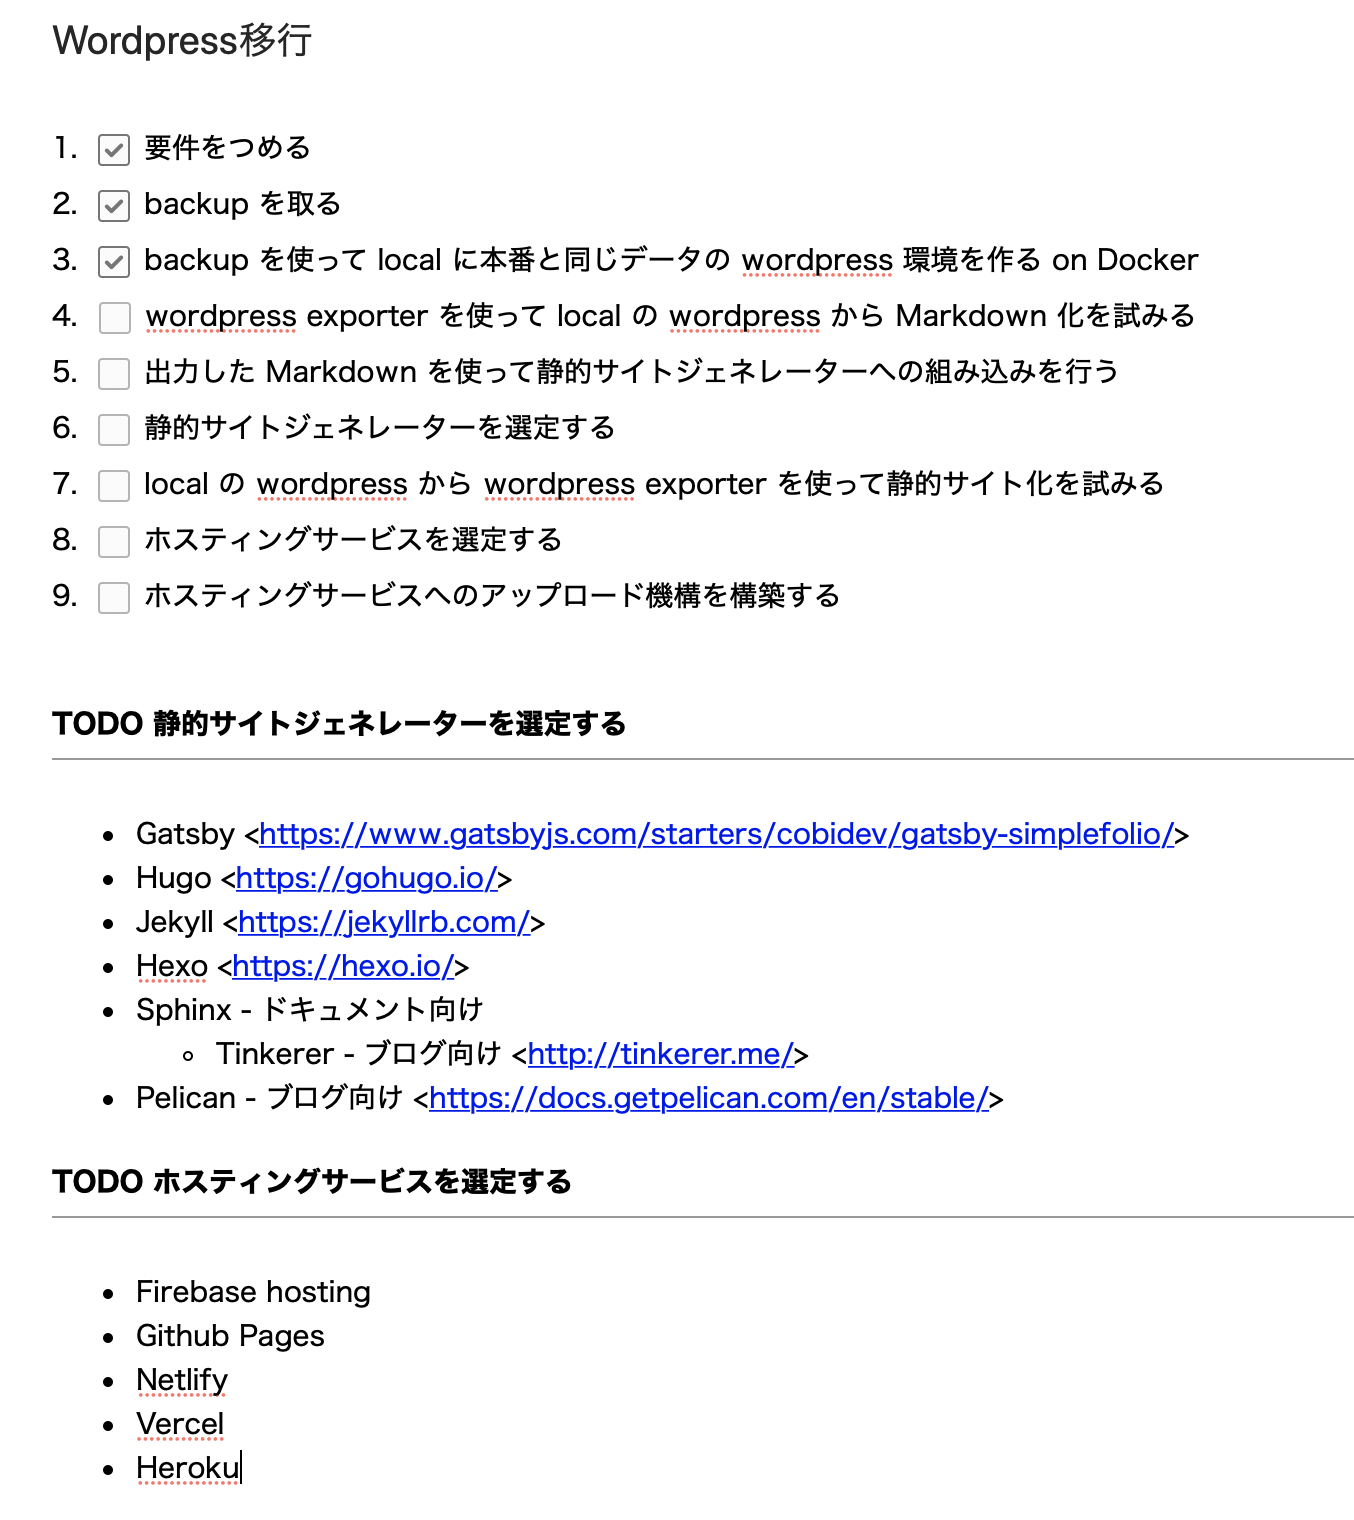 Wordpress移行
1. 要件をつめる
2. backup を取る
3. backup を使って local に本番と同じデータの wordpress 環境を作る on Docker
4. wordpress exporter を使って local の wordpress から Markdown 化を試みる
5. 出力した Markdown を使って静的サイトジェネレーターへの組み込みを行う
6. 静的サイトジェネレーターを選定する
7. local の wordpress から wordpress exporter を使って静的サイト化を試みる
8. ホスティングサービスを選定する
9. ホスティングサービスへのアップロード機構を構築する
TODO 静的サイトジェネレーターを選定する
Gatsby <https://www.gatsbyjs.com/starters/cobidev/gatsby-simplefolio/>
Hugo <https://gohugo.io/>
Jekyll <https://jekyllrb.com/>
Hexo <https://hexo.io/>
Sphinx - ドキュメント向け
Tinkerer - ブログ向け <http://tinkerer.me/>
Pelican - ブログ向け <https://docs.getpelican.com/en/stable/>
TODO ホスティングサービスを選定する
Firebase hosting
Github Pages
Netlify
Vercel
Heroku